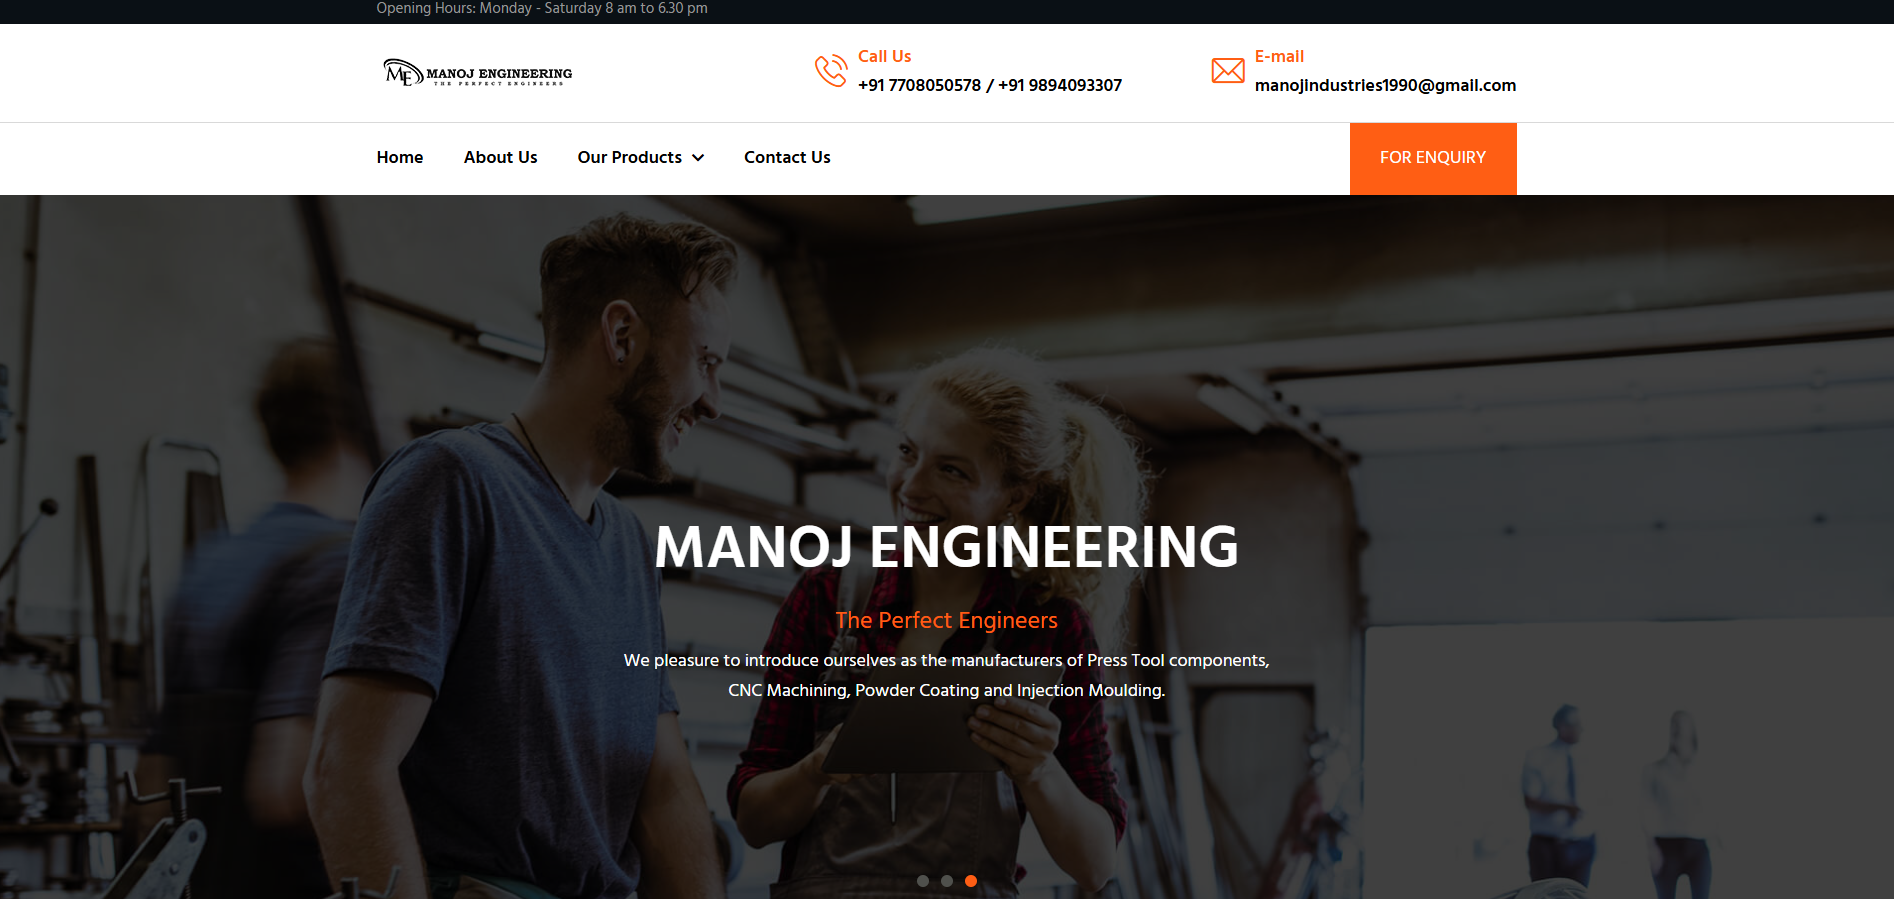 Opening Hours: Monday - Saturday 8 am to 6.30 pm
ME MANOJ ENGINEERING
THE PERFECT ENGINEERS
Call Us
+91 7708050578 / +91 9894093307
E-mail
manojindustries1990@gmail.com
Home About Us Our Products Contact Us
FOR ENQUIRY
MANOJ ENGINEERING
The Perfect Engineers
We pleasure to introduce ourselves as the manufacturers of Press Tool components,
CNC Machining, Powder Coating and Injection Moulding.